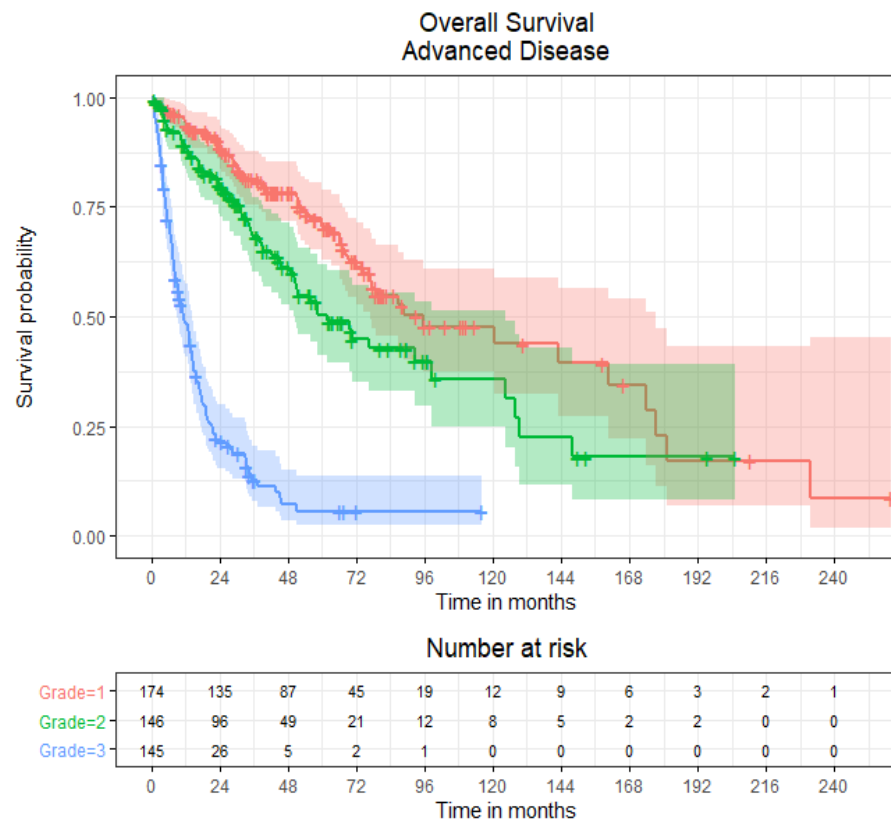 Overall Survival
Advanced Disease
Survival probability
1.00
0.75
0.50
0.25
0.00
0 24 48 72 96 120 144 168 192 216 240
Time in months
Number at risk
Grade=1 174 135 87 45 19 12 9 6 3 2 1
Grade=2 146 96 49 21 12 8 5 2 2 0 0
Grade=3 145 26 5 2 1 0 0 0 0 0 0
0 24 48 72 96 120 144 168 192 216 240
Time in months